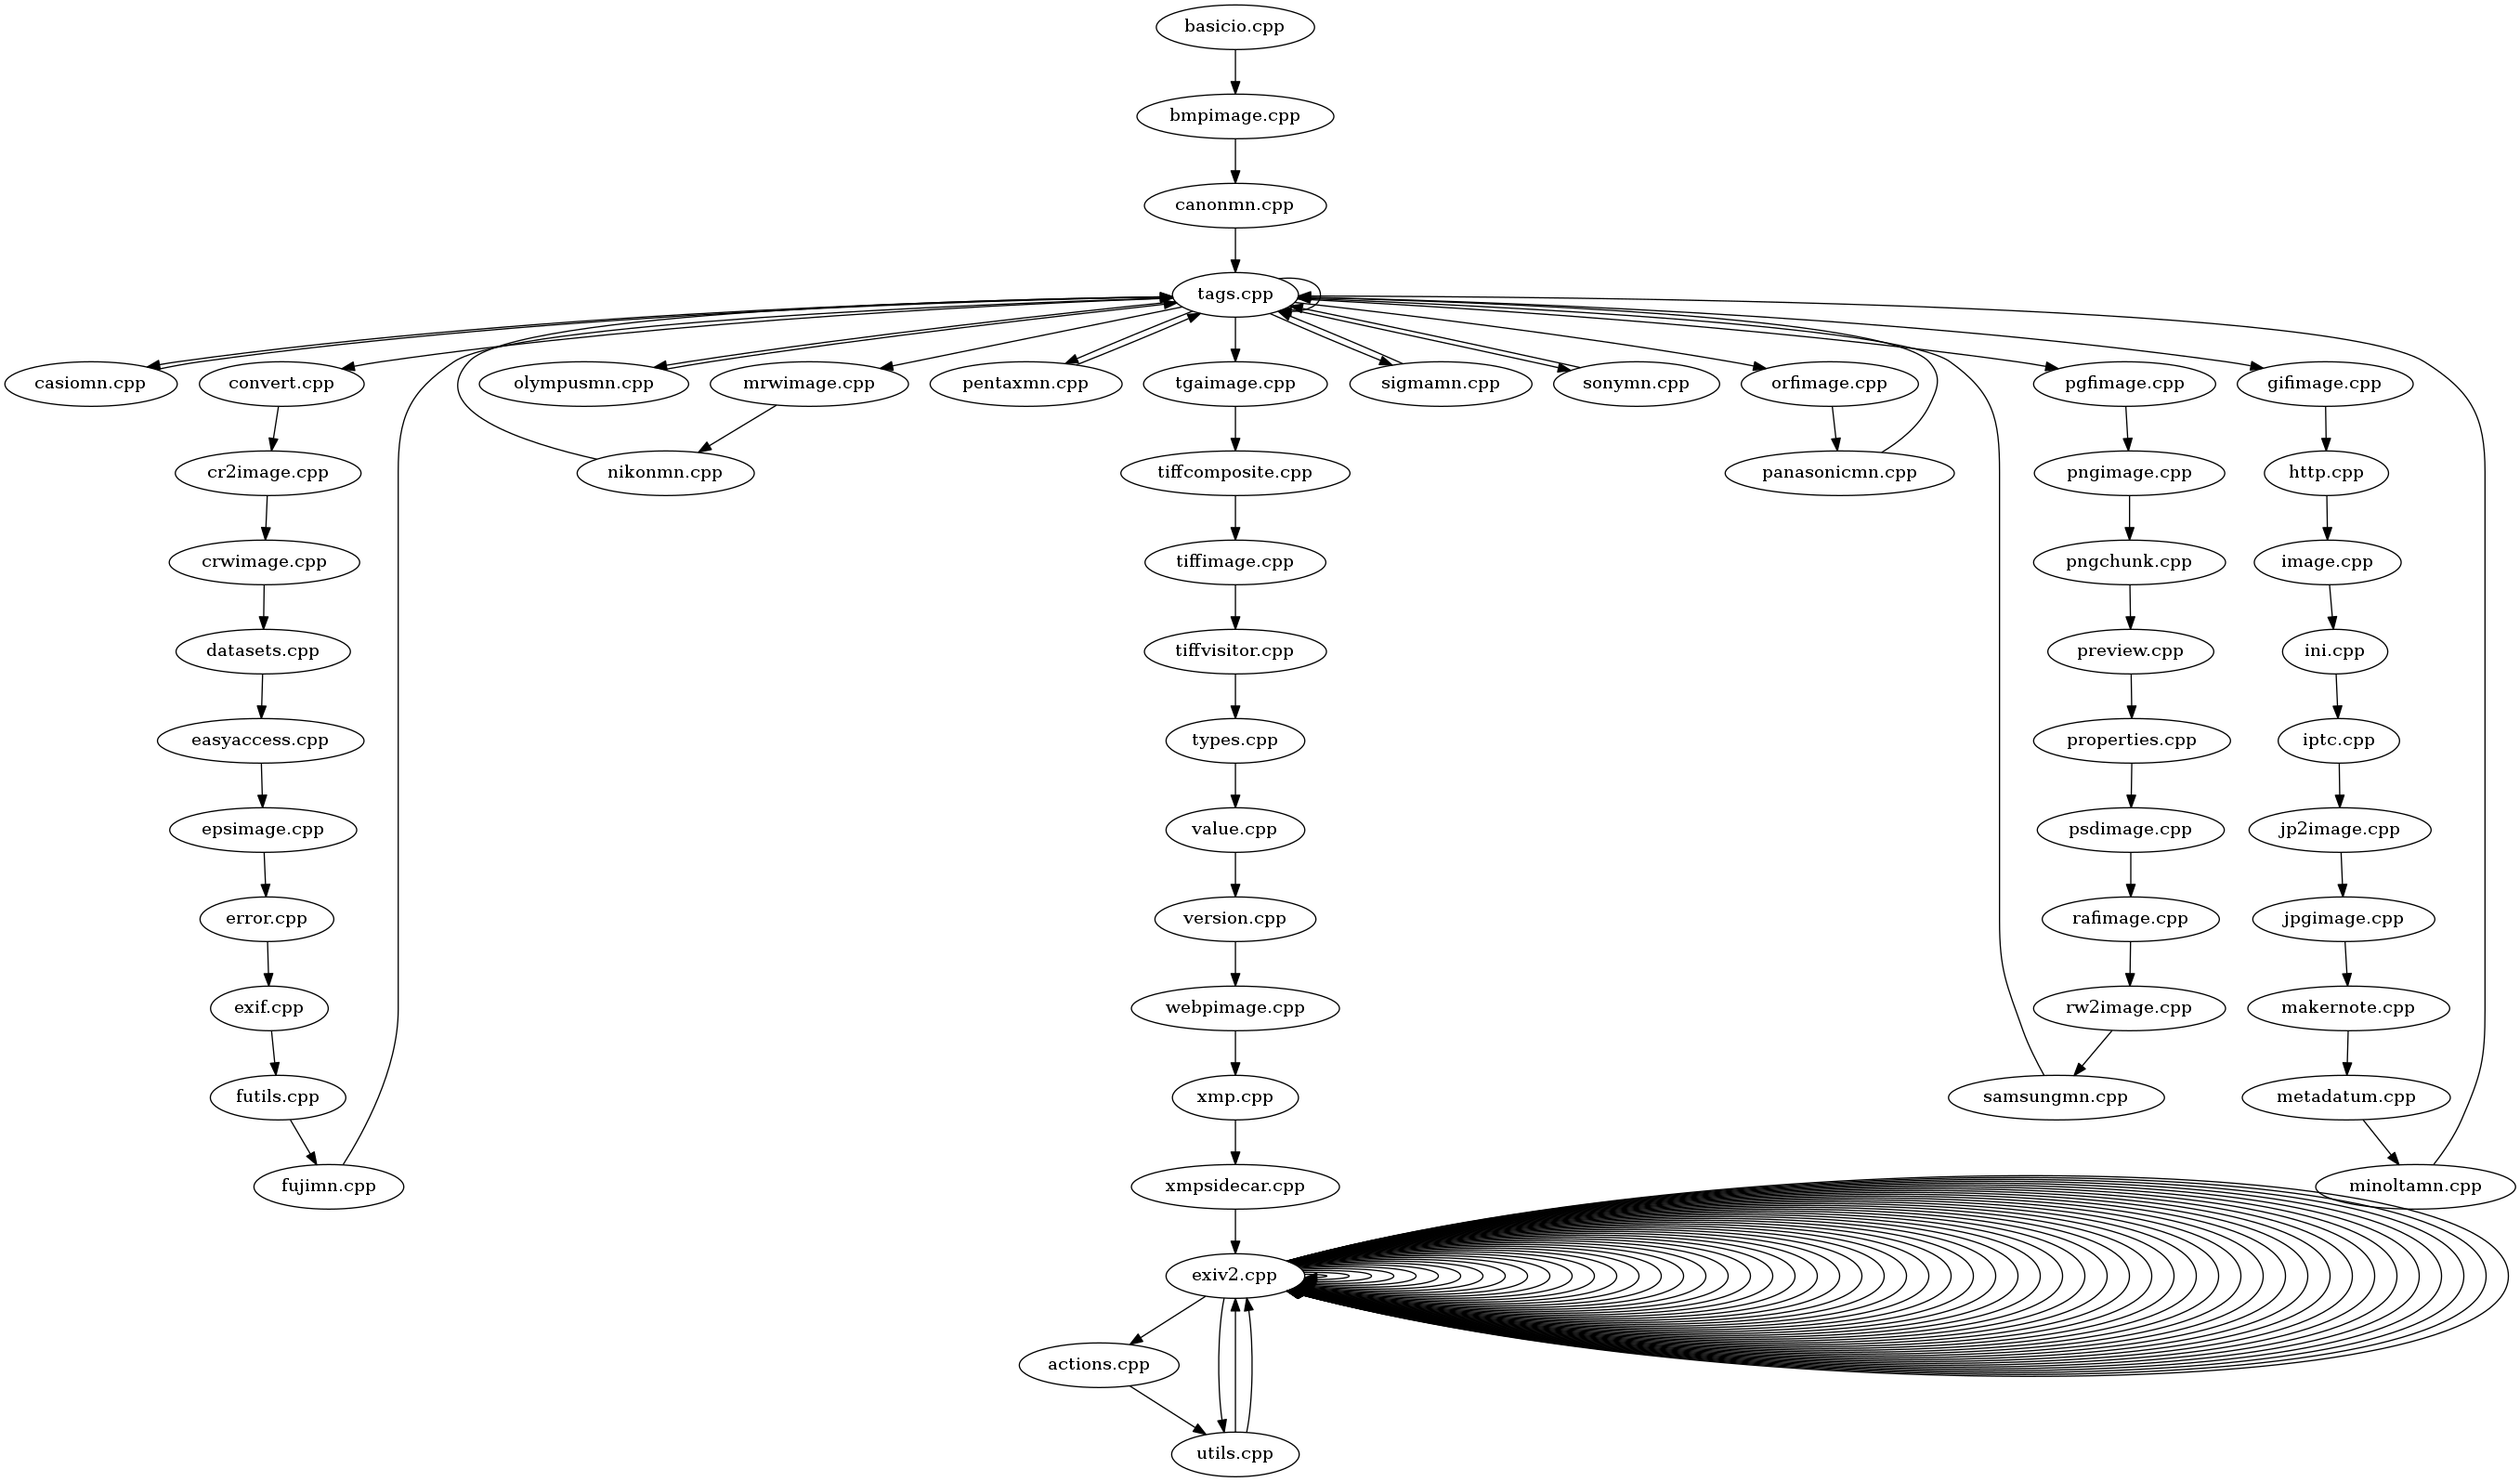 basicio.cpp
bmpimage.cpp
canonmn.cpp
tags.cpp
casiomn.cpp
convert.cpp
olympusmn.cpp
mrwimage.cpp
pentaxmn.cpp
tgaimage.cpp
sigmamn.cpp
sonymn.cpp
orfimage.cpp
pgfimage.cpp
gifimage.cpp
cr2image.cpp
nikonmn.cpp
tiffcomposite.cpp
panasonicmn.cpp
pngimage.cpp
http.cpp
crwimage.cpp
tiffimage.cpp
pngchunk.cpp
image.cpp
datasets.cpp
tiffvisitor.cpp
preview.cpp
ini.cpp
easyaccess.cpp
types.cpp
properties.cpp
iptc.cpp
epsimage.cpp
value.cpp
psdimage.cpp
jp2image.cpp
error.cpp
version.cpp
rafimage.cpp
jpgimage.cpp
exif.cpp
webpimage.cpp
rw2image.cpp
makernote.cpp
futils.cpp
xmp.cpp
samsungmn.cpp
metadatum.cpp
fujimn.cpp
xmpsidecar.cpp
minoltamn.cpp
exiv2.cpp
actions.cpp
utils.cpp